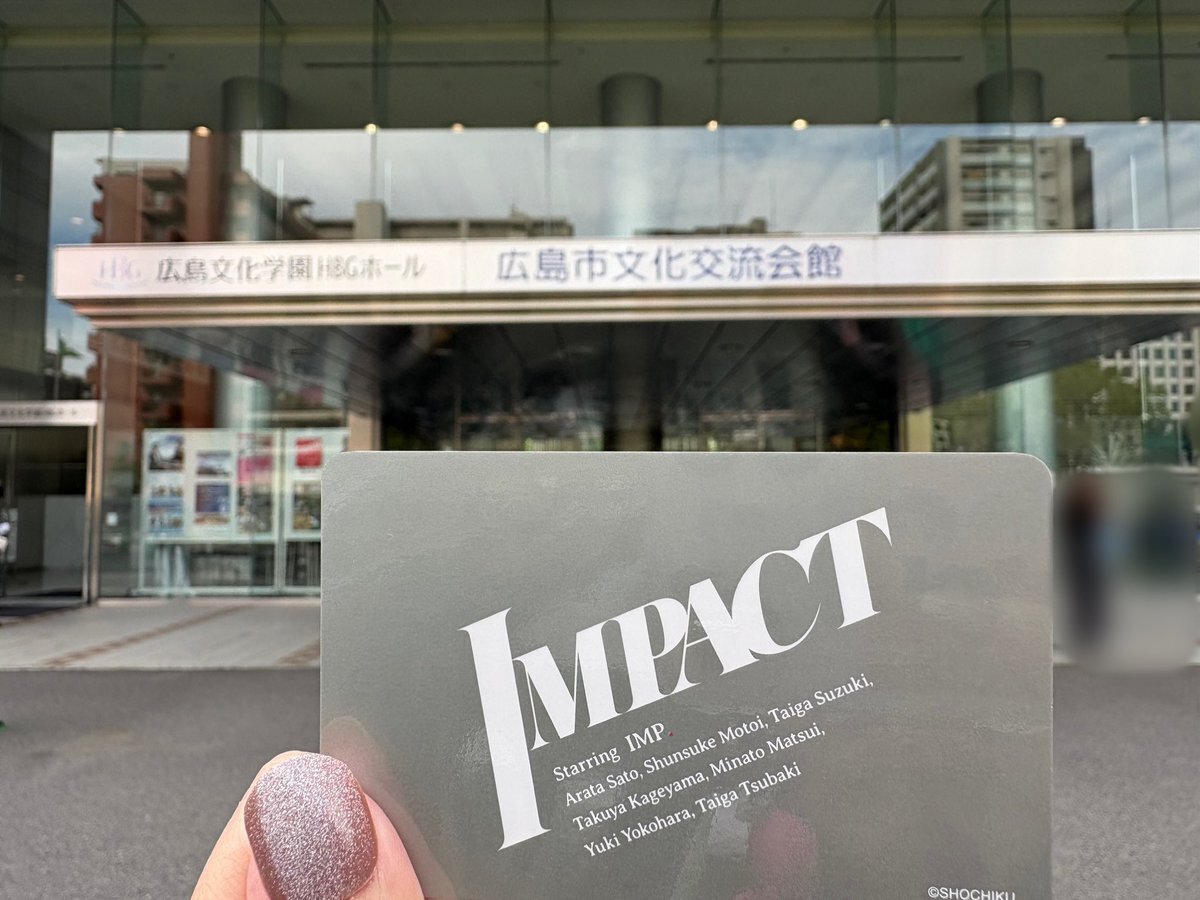 HBG 広島文化学園HBGホール 広島市文化交流会館
IMPACT
Starring IMP.
Arata Sato, Shunsuke Motoi, Taiga Suzuki,
Takuya Kageyama, Minato Matsui,
Yuki Yokohara, Taiga Tsubaki
©SHOCHIKU